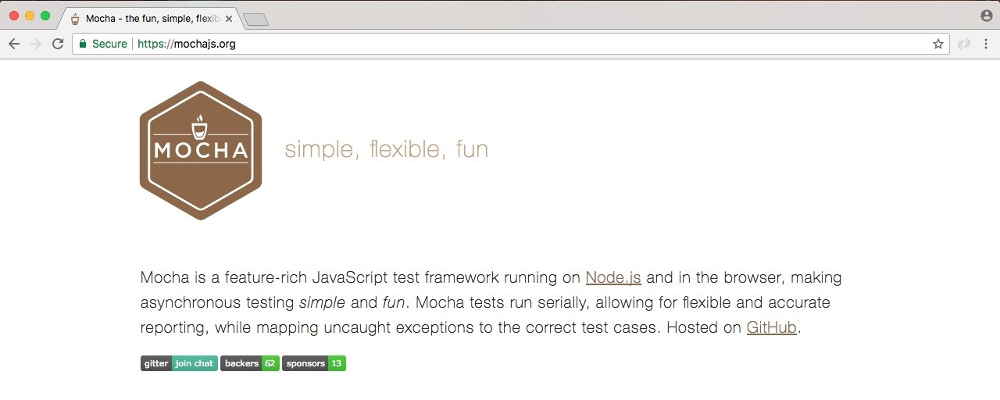 Mocha - the fun, simple, flexib
Secure https://mochajs.org
MOCHA
simple, flexible, fun
Mocha is a feature-rich JavaScript test framework running on Node.js and in the browser, making
asynchronous testing simple and fun. Mocha tests run serially, allowing for flexible and accurate
reporting, while mapping uncaught exceptions to the correct test cases. Hosted on GitHub.
gitter join chat backers 62 sponsors 13